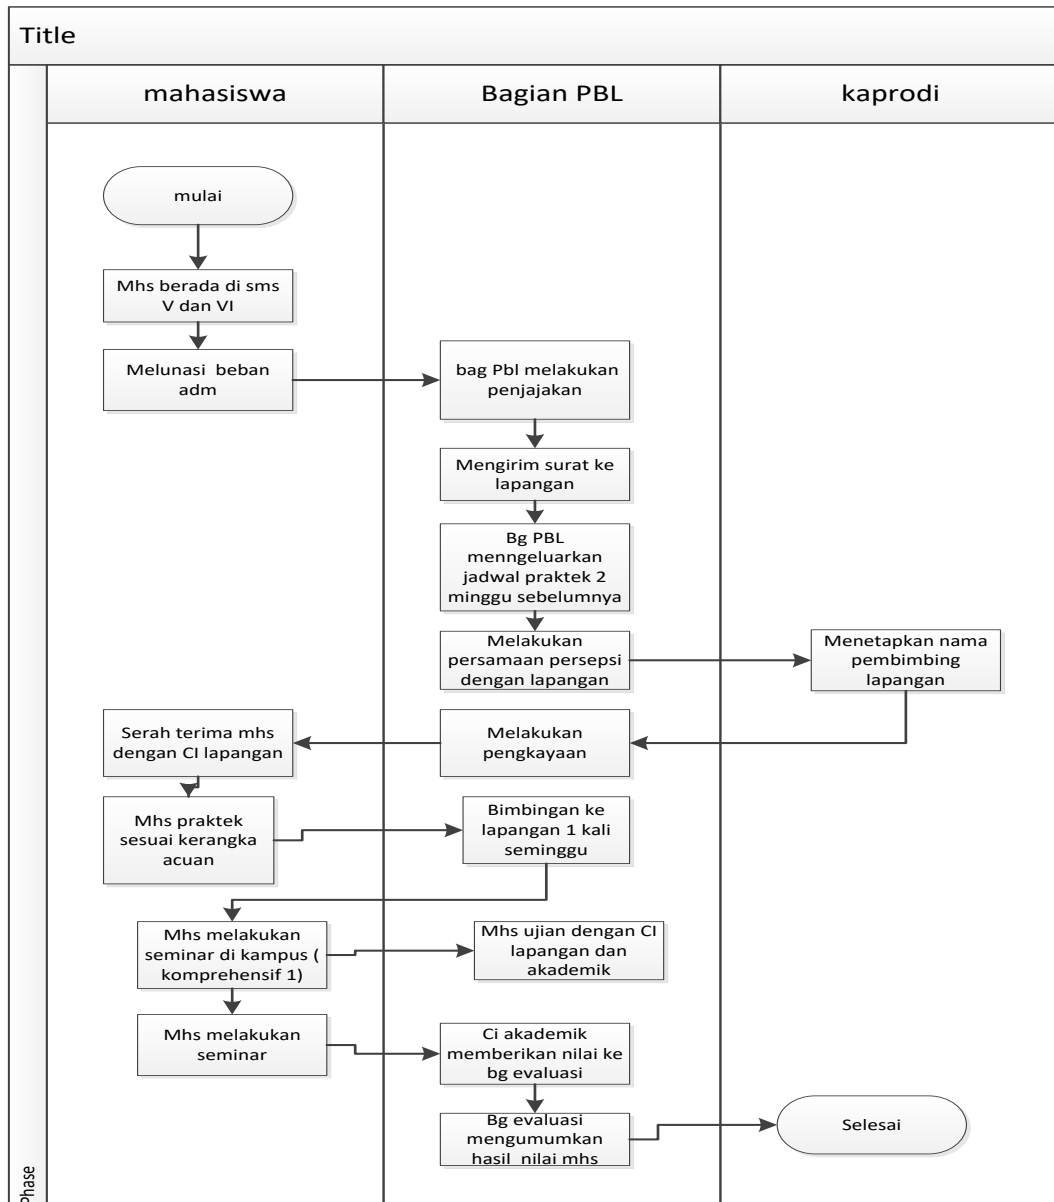 Title
mahasiswa
Bagian PBL
kaprodi
mulai
Mhs berada di sms
V dan VI
Melunasi  beban
adm
bag Pbl melakukan
penjajakan
Mengirim surat ke
lapangan
Bg PBL
menngeluarkan
jadwal praktek 2
minggu sebelumnya
Melakukan
persamaan persepsi
dengan lapangan
Menetapkan nama
pembimbing
lapangan
Melakukan
pengkayaan
Serah terima mhs
dengan CI lapangan
Mhs praktek
sesuai kerangka
acuan
Bimbingan ke
lapangan 1 kali
seminggu
Mhs melakukan
seminar di kampus (
komprehensif 1)
Mhs ujian dengan CI
lapangan dan
akademik
Mhs melakukan
seminar
Ci akademik
memberikan nilai ke
bg evaluasi
Bg evaluasi
mengumumkan
hasil  nilai mhs
Selesai
Phase